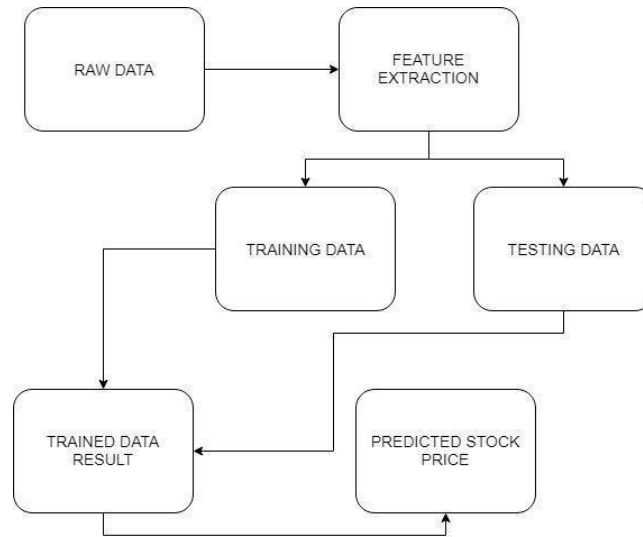 RAW DATA
FEATURE
EXTRACTION
TRAINING DATA
TESTING DATA
TRAINED DATA
RESULT
PREDICTED STOCK
PRICE